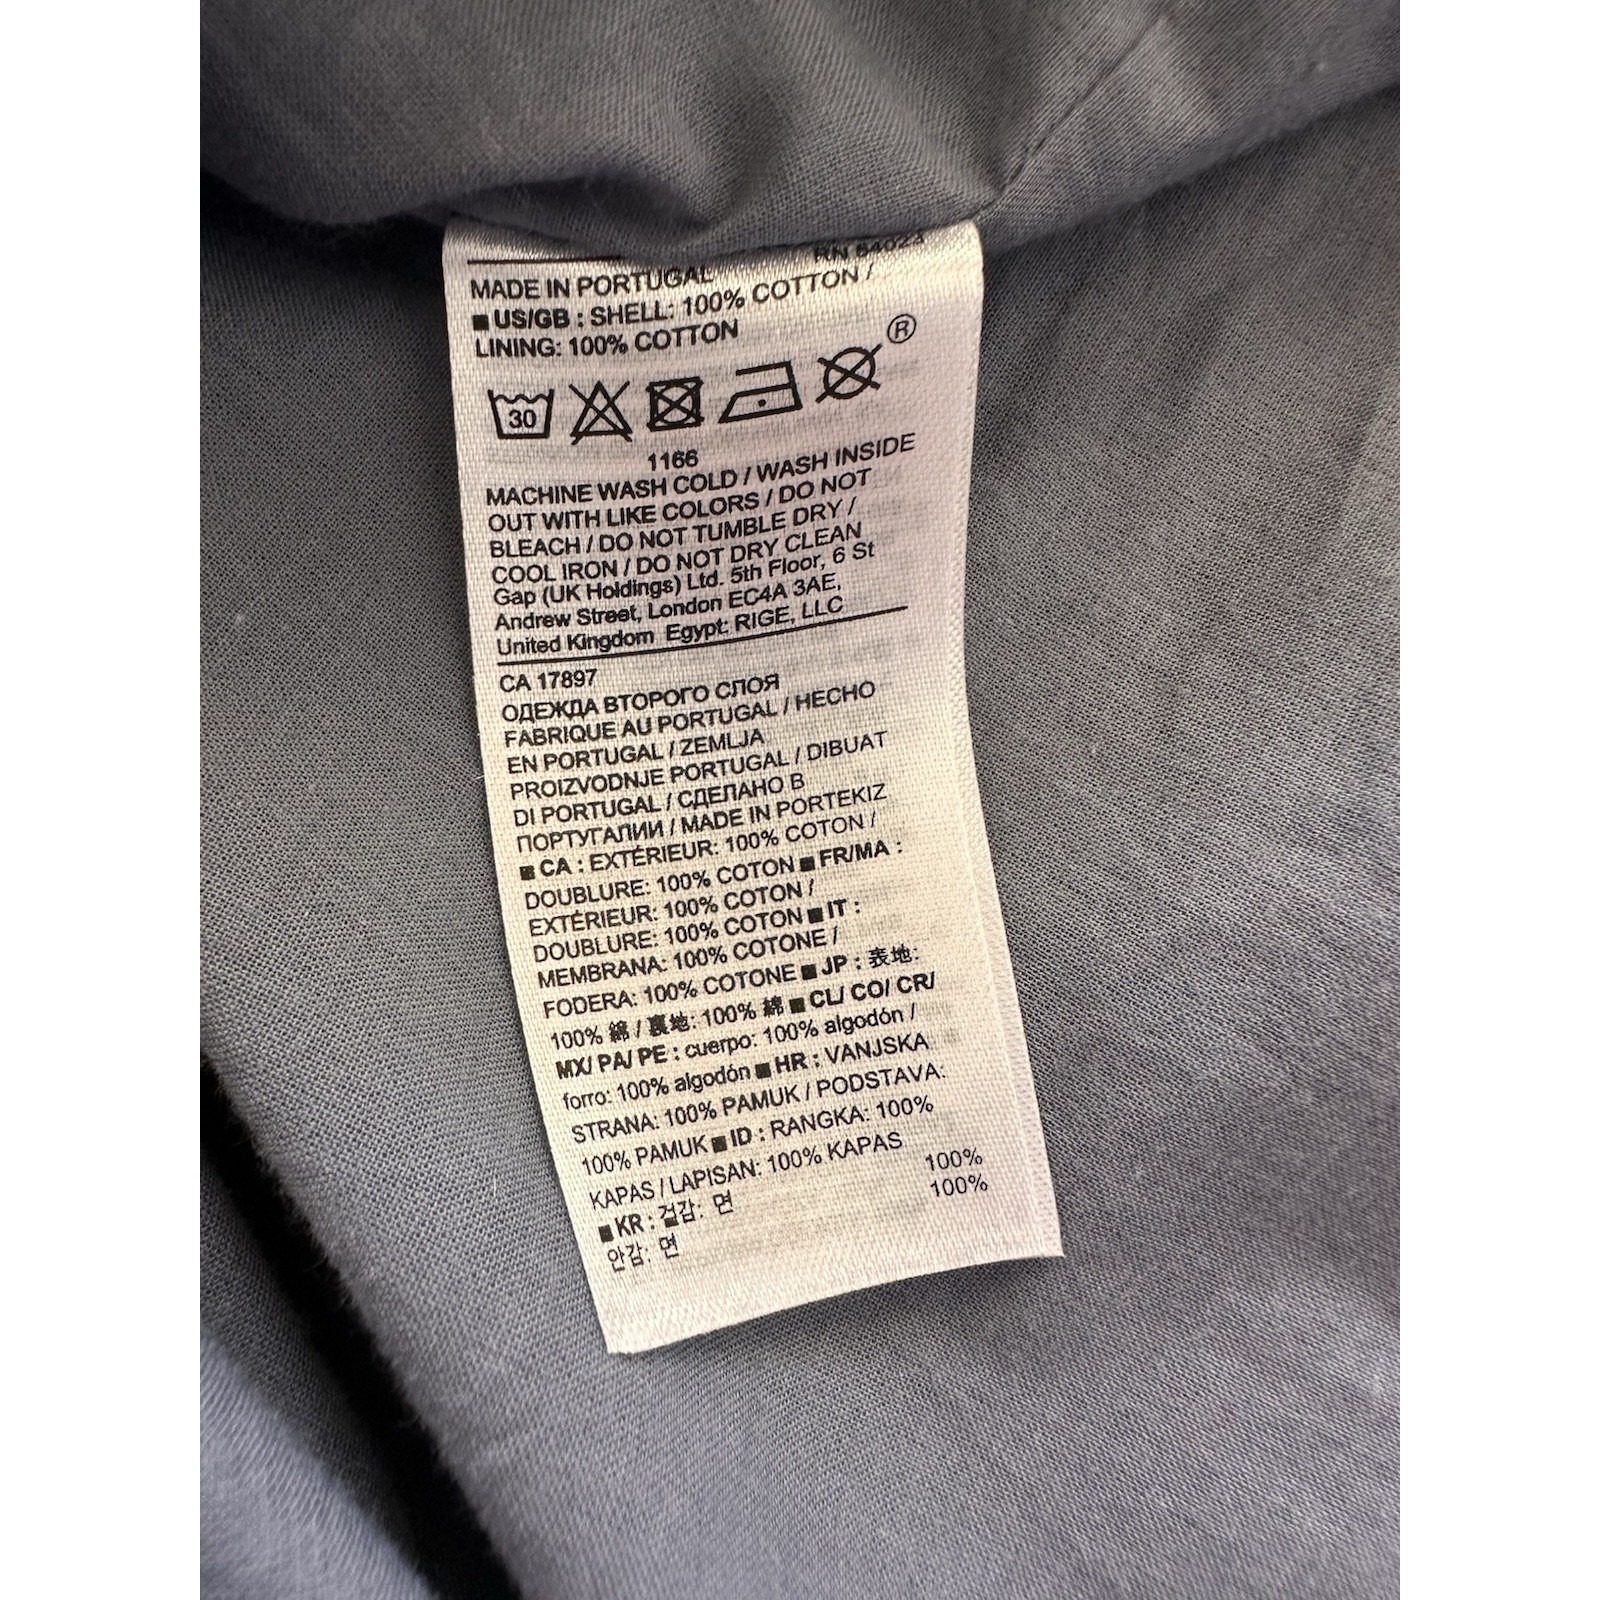 RN 54023
MADE IN PORTUGAL
■ US/GB : SHELL: 100% COTTON /
LINING: 100% COTTON
®
30
1166
MACHINE WASH COLD / WASH INSIDE
OUT WITH LIKE COLORS / DO NOT
BLEACH / DO NOT TUMBLE DRY /
COOL IRON / DO NOT DRY CLEAN
Gap (UK Holdings) Ltd. 5th Floor, 6 St
Andrew Street, London EC4A 3AE,
United Kingdom Egypt: RIGE, LLC
CA 17897
ОДЕЖДА ВТОРОГО СЛОЯ
FABRIQUE AU PORTUGAL / HECHO
EN PORTUGAL / ZEMLJA
PROIZVODNJE PORTUGAL / DIBUAT
DI PORTUGAL / СДЕЛАНО В
ПОРТУГАЛИИ / MADE IN PORTEKIZ
■ CA : EXTÉRIEUR: 100% COTON /
DOUBLURE: 100% COTON ■ FR/MA :
EXTÉRIEUR: 100% COTON /
DOUBLURE: 100% COTON ■ IT :
MEMBRANA: 100% COTONE /
FODERA: 100% COTONE ■ JP : 表地:
100% 綿 / 裏地: 100% 綿 ■ CL/ CO/ CR/
MX/ PA/ PE : cuerpo: 100% algodón /
forro: 100% algodón ■ HR : VANJSKA
STRANA: 100% PAMUK / PODSTAVA:
100% PAMUK ■ ID : RANGKA: 100%
KAPAS / LAPISAN: 100% KAPAS
■ KR : 겉감: 면 100%
안감: 면 100%